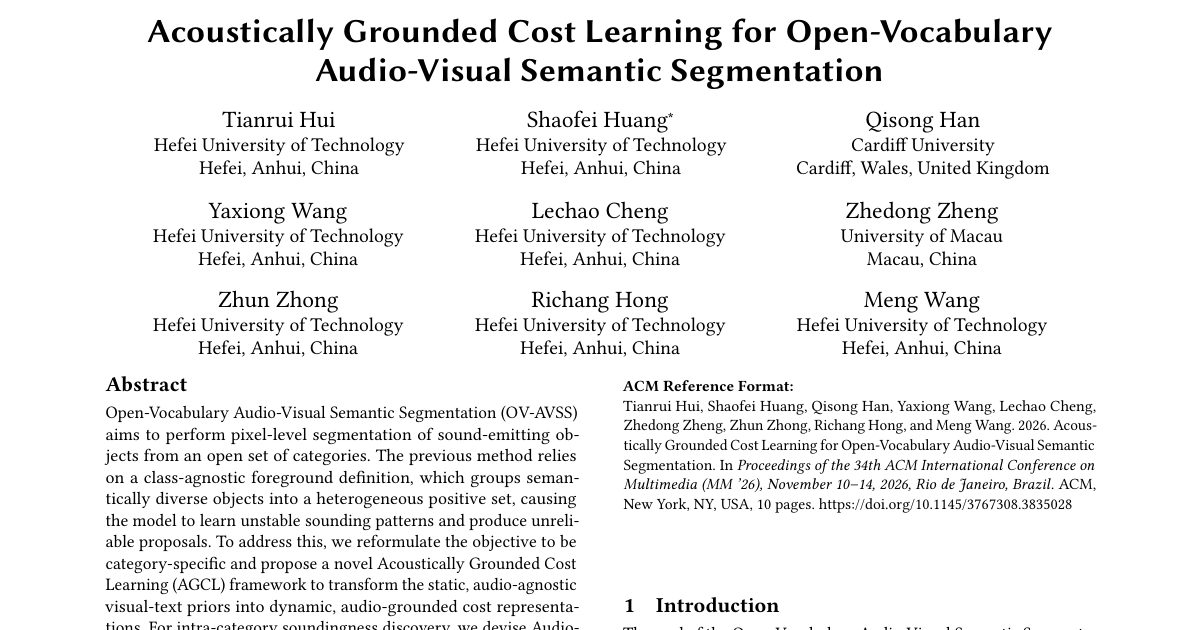 Acoustically Grounded Cost Learning for Open-Vocabulary
Audio-Visual Semantic Segmentation
Tianrui Hui
Hefei University of Technology
Hefei, Anhui, China
Shaofei Huang*
Hefei University of Technology
Hefei, Anhui, China
Qisong Han
Cardiff University
Cardiff, Wales, United Kingdom
Yaxiong Wang
Hefei University of Technology
Hefei, Anhui, China
Lechao Cheng
Hefei University of Technology
Hefei, Anhui, China
Zhedong Zheng
University of Macau
Macau, China
Zhun Zhong
Hefei University of Technology
Hefei, Anhui, China
Richang Hong
Hefei University of Technology
Hefei, Anhui, China
Meng Wang
Hefei University of Technology
Hefei, Anhui, China
Abstract
Open-Vocabulary Audio-Visual Semantic Segmentation (OV-AVSS)
aims to perform pixel-level segmentation of sound-emitting ob-
jects from an open set of categories. The previous method relies
on a class-agnostic foreground definition, which groups seman-
tically diverse objects into a heterogeneous positive set, causing
the model to learn unstable sounding patterns and produce unreli-
able proposals. To address this, we reformulate the objective to be
category-specific and propose a novel Acoustically Grounded Cost
Learning (AGCL) framework to transform the static, audio-agnostic
visual-text priors into dynamic, audio-grounded cost representa-
tions. For intra-category soundingness discovery, we devise Audio-
ACM Reference Format:
Tianrui Hui, Shaofei Huang, Qisong Han, Yaxiong Wang, Lechao Cheng,
Zhedong Zheng, Zhun Zhong, Richang Hong, and Meng Wang. 2026. Acous-
tically Grounded Cost Learning for Open-Vocabulary Audio-Visual Semantic
Segmentation. In Proceedings of the 34th ACM International Conference on
Multimedia (MM '26), November 10–14, 2026, Rio de Janeiro, Brazil. ACM,
New York, NY, USA, 10 pages. https://doi.org/10.1145/3767308.3835028
1 Introduction